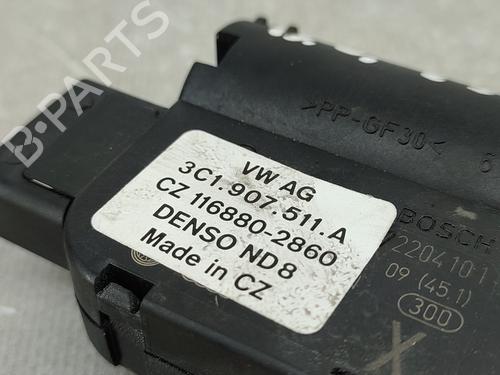 B-PARTS
>PP-GF30<
VW AG
3C1.907.511.A
CZ 116880-2860
DENSO ND8
Made in CZ
BOSCH
09 (45.1)
300